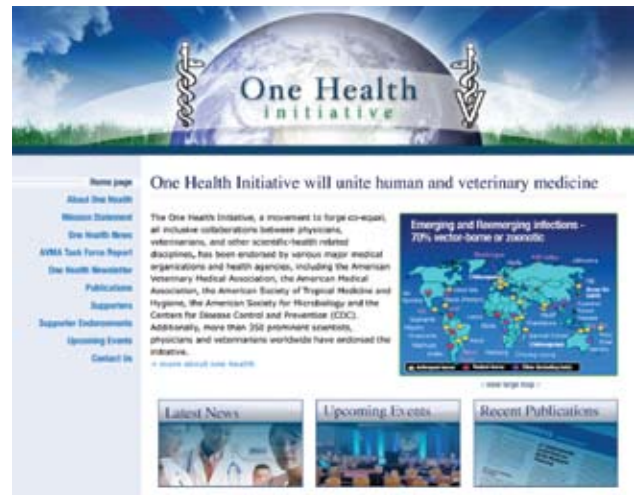 One Health
initiative
Home page
About One Health
Mission Statement
One Health News
AVMA Task Force Report
One Health Newsletter
Publications
Supporters
Supporter Endorsements
Upcoming Events
Contact Us
One Health Initiative will unite human and veterinary medicine
The One Health Initiative, a movement to forge co-equal,
all inclusive collaborations between physicians,
veterinarians, and other scientific-health related
disciplines, has been endorsed by various major medical
organizations and health agencies, including the American
Veterinary Medical Association, the American Medical
Association, the American Society of Tropical Medicine and
Hygiene, the American Society for Microbiology and the
Centers for Disease Control and Prevention (CDC).
Additionally, more than 350 prominent scientists,
physicians and veterinarians worldwide have endorsed the
initiative.
more about one health
Emerging and Reemerging infections -
70% vector-borne or zoonotic
view large map
Latest News
Upcoming Events
Recent Publications